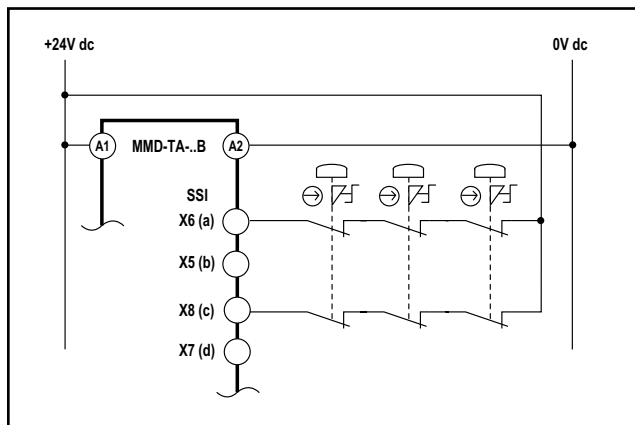 +24V dc 0V dc
A1 MMD-TA-..B A2
SSI
X6 (a)
X5 (b)
X8 (c)
X7 (d)